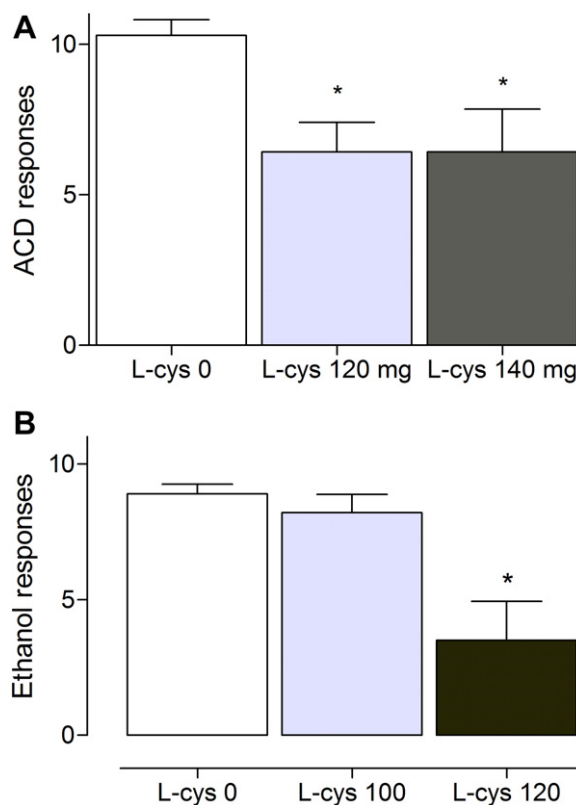 A
ACD responses
10
5
0
* *
L-cys 0 L-cys 120 mg L-cys 140 mg
B
Ethanol responses
10
5
0
*
L-cys 0 L-cys 100 L-cys 120